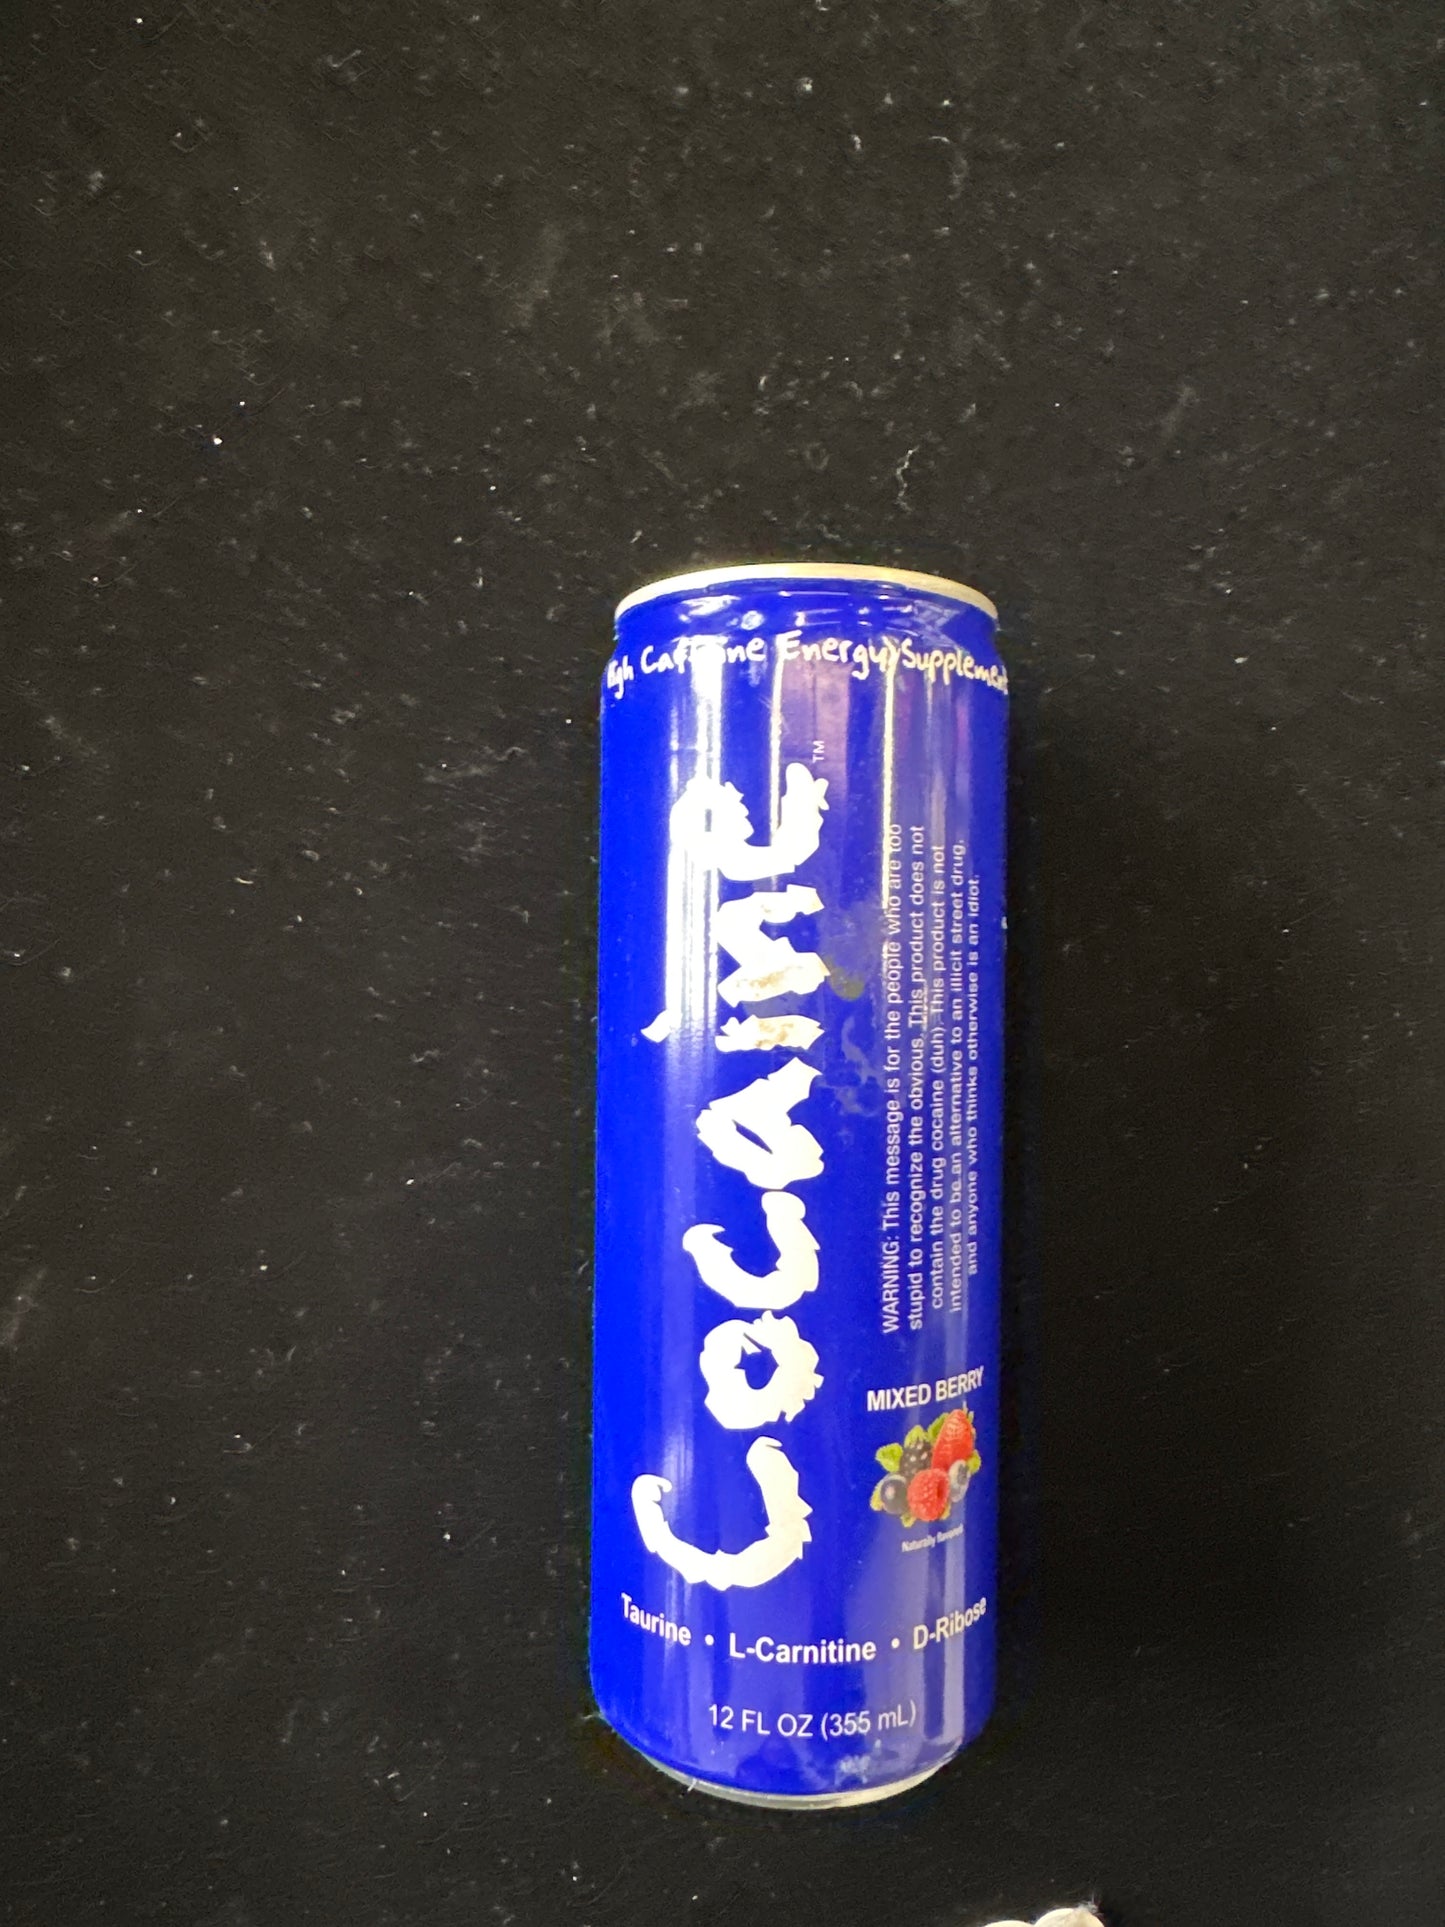 High Caffeine Energy Supplement
Cocaine™
WARNING: This message is for the people who are too
stupid to recognize the obvious. This product does not
contain the drug cocaine (duh). This product is not
intended to be an alternative to an illicit street drug,
and anyone who thinks otherwise is an idiot.
MIXED BERRY
Naturally flavored
Taurine • L-Carnitine • D-Ribose
12 FL OZ (355 mL)